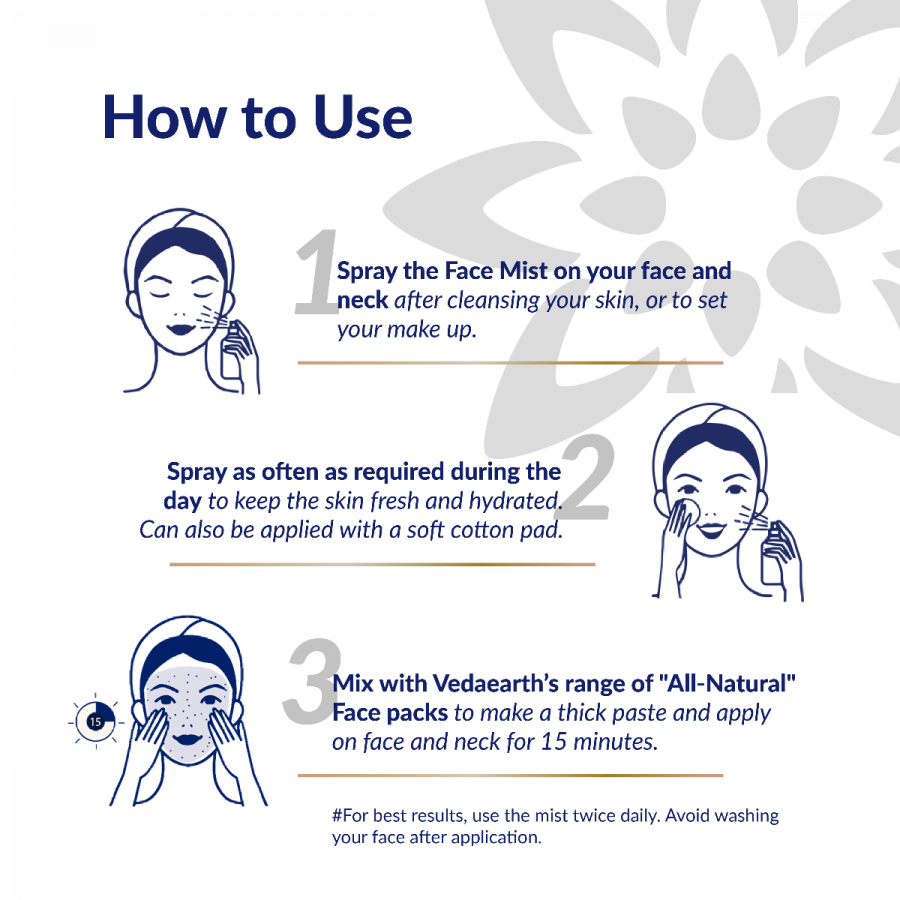 How to Use
1
Spray the Face Mist on your face and
neck after cleansing your skin, or to set
your make up.
2
Spray as often as required during the
day to keep the skin fresh and hydrated.
Can also be applied with a soft cotton pad.
3
Mix with Vedaearth’s range of "All-Natural"
Face packs to make a thick paste and apply
on face and neck for 15 minutes.
15
#For best results, use the mist twice daily. Avoid washing
your face after application.